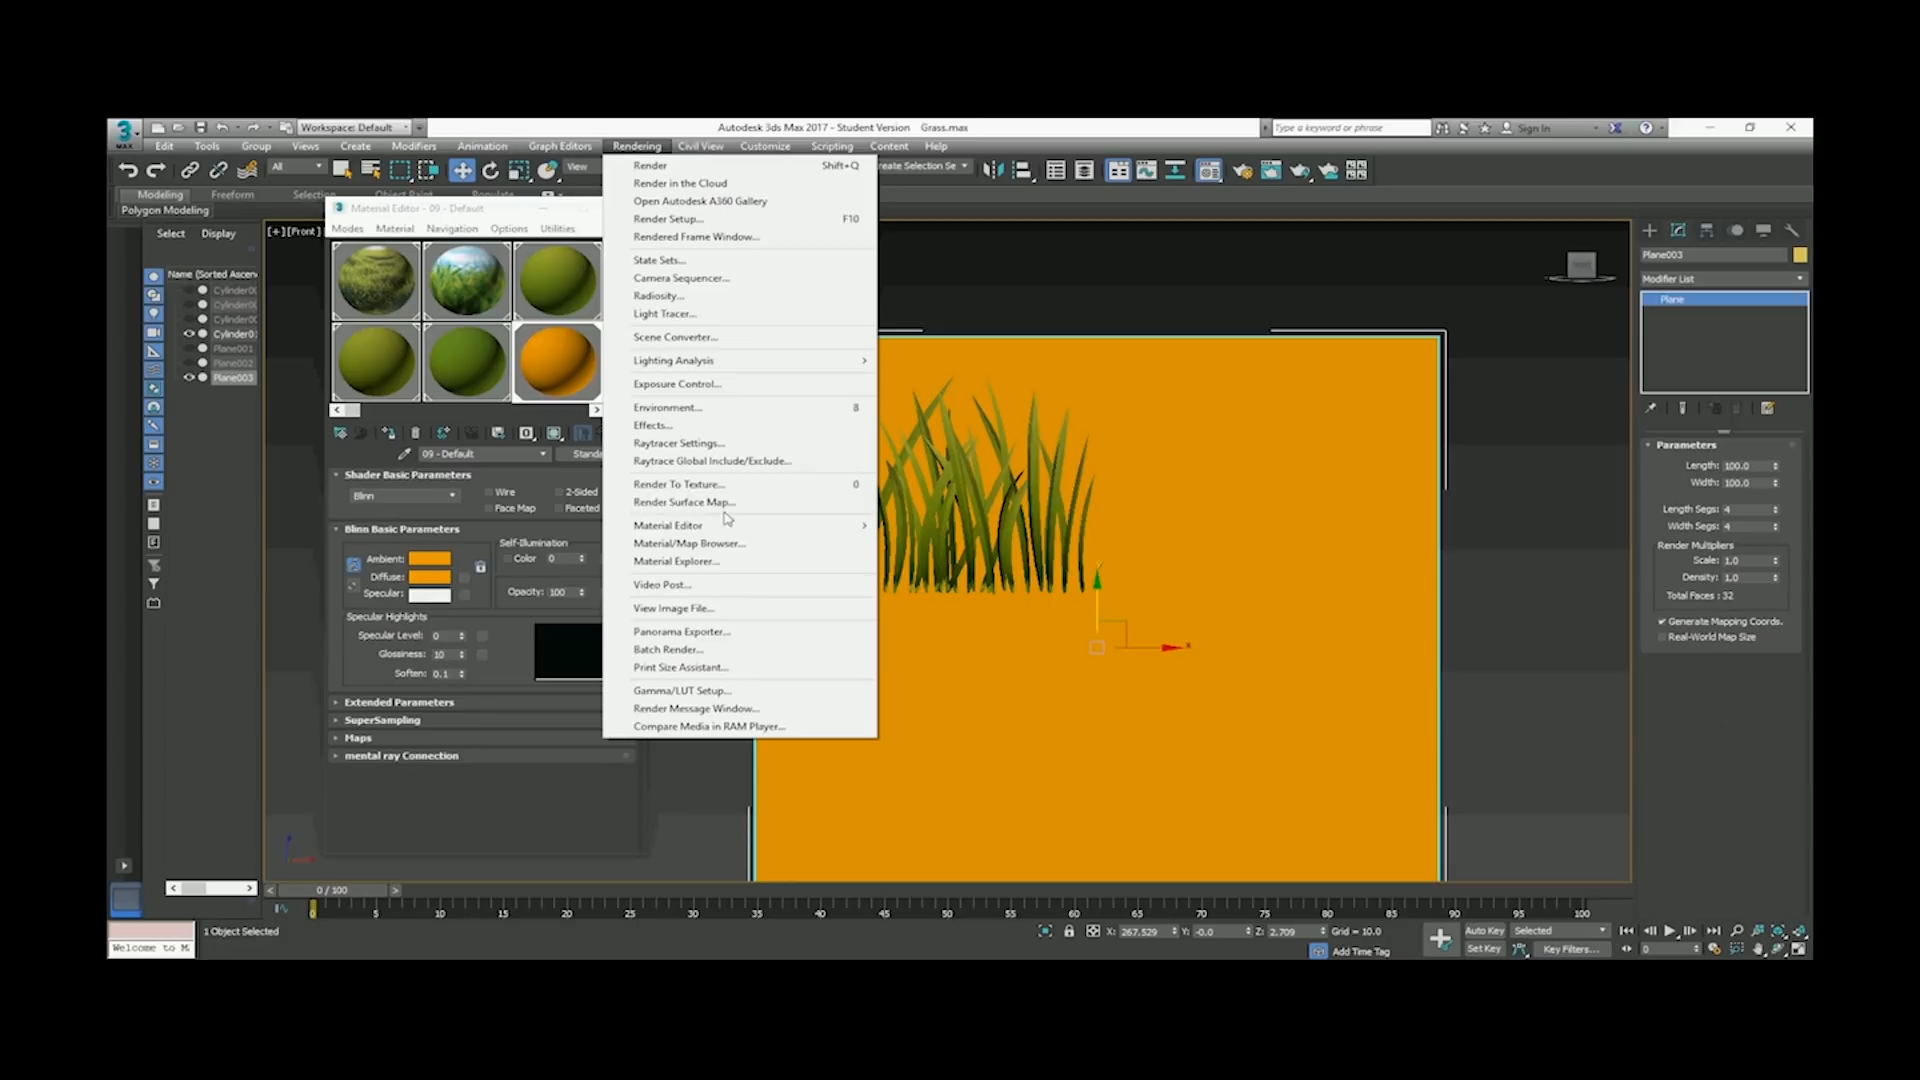 3
MAX
Workspace: Default
Autodesk 3ds Max 2017 - Student Version Grass.max
Type a keyword or phrase
Sign In
Edit Tools Group Views Create Modifiers Animation Graph Editors Rendering Civil View Customize Scripting Content Help
All
View
reate Selection Se
Modeling Freeform Selection Object Paint Populate
Polygon Modeling
Select Display
Name (Sorted Ascen
Cylinder00
Cylinder00
Cylinder00
Cylinder01
Plane001
Plane002
Plane003
Material Editor - 09 - Default
Modes Material Navigation Options Utilities
09 - Default
Standa
Shader Basic Parameters
Blinn
Wire
2-Sided
Face Map
Faceted
Blinn Basic Parameters
Self-Illumination
Ambient:
Color 0
Diffuse:
Specular:
Opacity: 100
Specular Highlights
Specular Level: 0
Glossiness: 10
Soften: 0.1
Extended Parameters
SuperSampling
Maps
mental ray Connection
[+][Front]
Render Shift+Q
Render in the Cloud
Open Autodesk A360 Gallery
Render Setup... F10
Rendered Frame Window...
State Sets...
Camera Sequencer...
Radiosity...
Light Tracer...
Scene Converter...
Lighting Analysis
Exposure Control...
Environment... 8
Effects...
Raytracer Settings...
Raytrace Global Include/Exclude...
Render To Texture... 0
Render Surface Map...
Material Editor
Material/Map Browser...
Material Explorer...
Video Post...
View Image File...
Panorama Exporter...
Batch Render...
Print Size Assistant...
Gamma/LUT Setup...
Render Message Window...
Compare Media in RAM Player...
Y
x
Plane003
Modifier List
Plane
Parameters
Length: 100.0
Width: 100.0
Length Segs: 4
Width Segs: 4
Render Multipliers
Scale: 1.0
Density: 1.0
Total Faces : 32
Generate Mapping Coords.
Real-World Map Size
0 / 100
0 5 10 15 20 25 30 35 40 45 50 55 60 65 70 75 80 85 90 95 100
Welcome to M
1 Object Selected
X: 267.529 Y: -0.0 Z: 2.709 Grid = 10.0
Add Time Tag
Auto Key Selected
Set Key Key Filters...
0